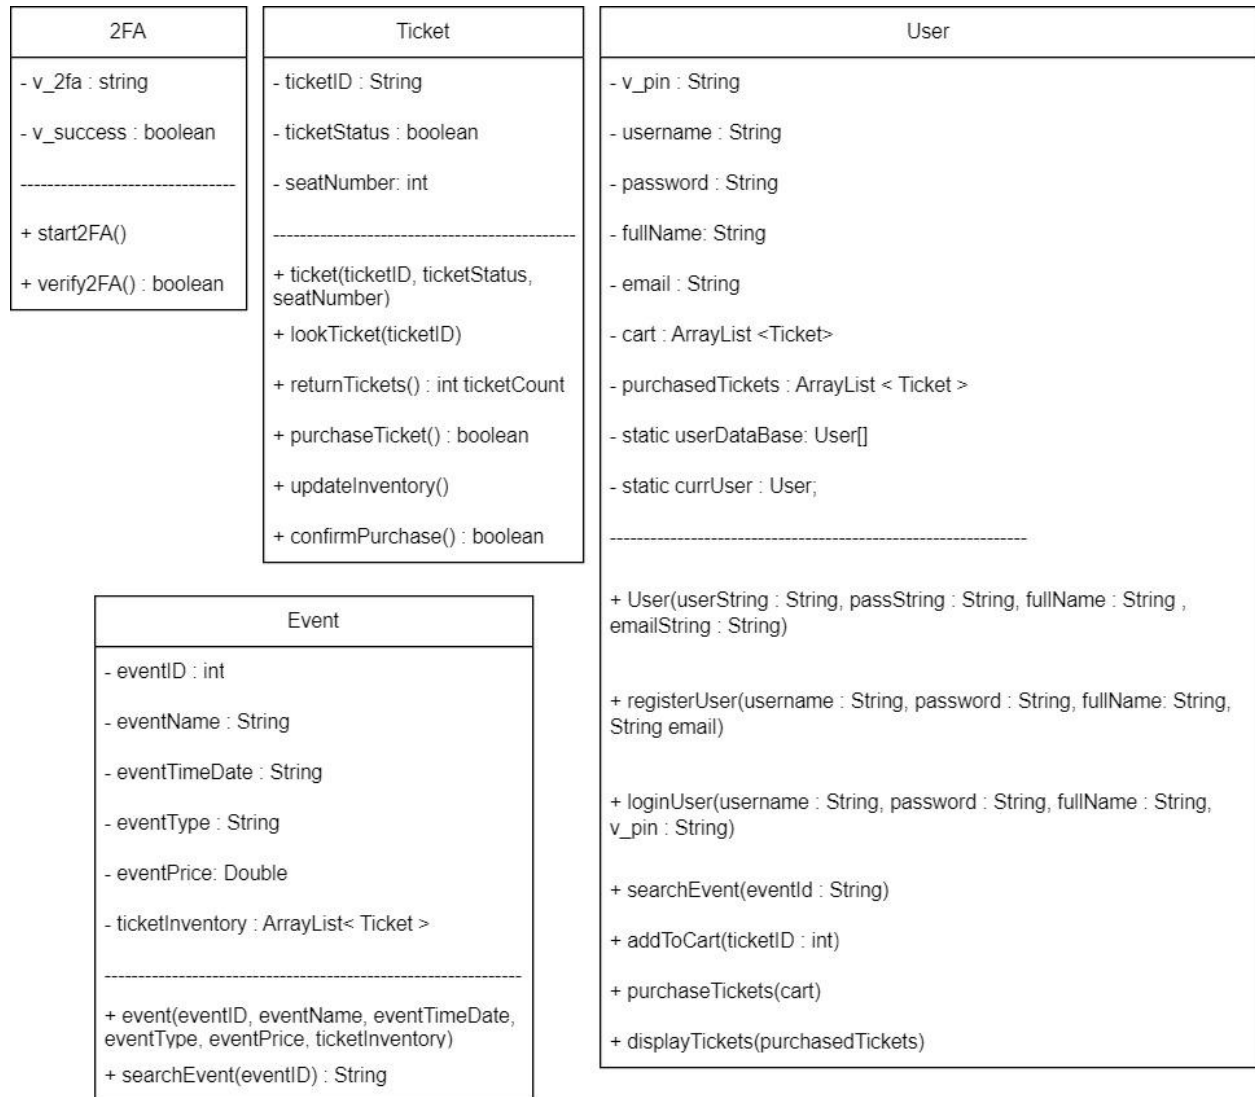 2FA
- v_2fa : string
- v_success : boolean
--------------------------------
+ start2FA()
+ verify2FA() : boolean
Ticket
- ticketID : String
- ticketStatus : boolean
- seatNumber: int
---------------------------------------------
+ ticket(ticketID, ticketStatus,
seatNumber)
+ lookTicket(ticketID)
+ returnTickets() : int ticketCount
+ purchaseTicket() : boolean
+ updateInventory()
+ confirmPurchase() : boolean
User
- v_pin : String
- username : String
- password : String
- fullName: String
- email : String
- cart : ArrayList <Ticket>
- purchasedTickets : ArrayList < Ticket >
- static userDataBase: User[]
- static currUser : User;
--------------------------------------------------------------
+ User(userString : String, passString : String, fullName : String ,
emailString : String)
+ registerUser(username : String, password : String, fullName: String,
String email)
+ loginUser(username : String, password : String, fullName : String,
v_pin : String)
+ searchEvent(eventId : String)
+ addToCart(ticketID : int)
+ purchaseTickets(cart)
+ displayTickets(purchasedTickets)
Event
- eventID : int
- eventName : String
- eventTimeDate : String
- eventType : String
- eventPrice: Double
- ticketInventory : ArrayList< Ticket >
--------------------------------------------------------------
+ event(eventID, eventName, eventTimeDate,
eventType, eventPrice, ticketInventory)
+ searchEvent(eventID) : String